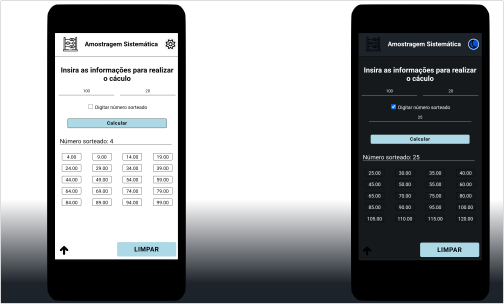 Amostragem Sistemática
Insira as informações para realizar
o cáculo
100 20
Digitar número sorteado
Calcular
Número sorteado: 4
4.00 9.00 14.00 19.00
24.00 29.00 34.00 39.00
44.00 49.00 54.00 59.00
64.00 69.00 74.00 79.00
84.00 89.00 94.00 99.00
LIMPAR
Amostragem Sistemática
Insira as informações para realizar
o cáculo
100 20
Digitar número sorteado
25
Calcular
Número sorteado: 25
25.00 30.00 35.00 40.00
45.00 50.00 55.00 60.00
65.00 70.00 75.00 80.00
85.00 90.00 95.00 100.00
105.00 110.00 115.00 120.00
LIMPAR